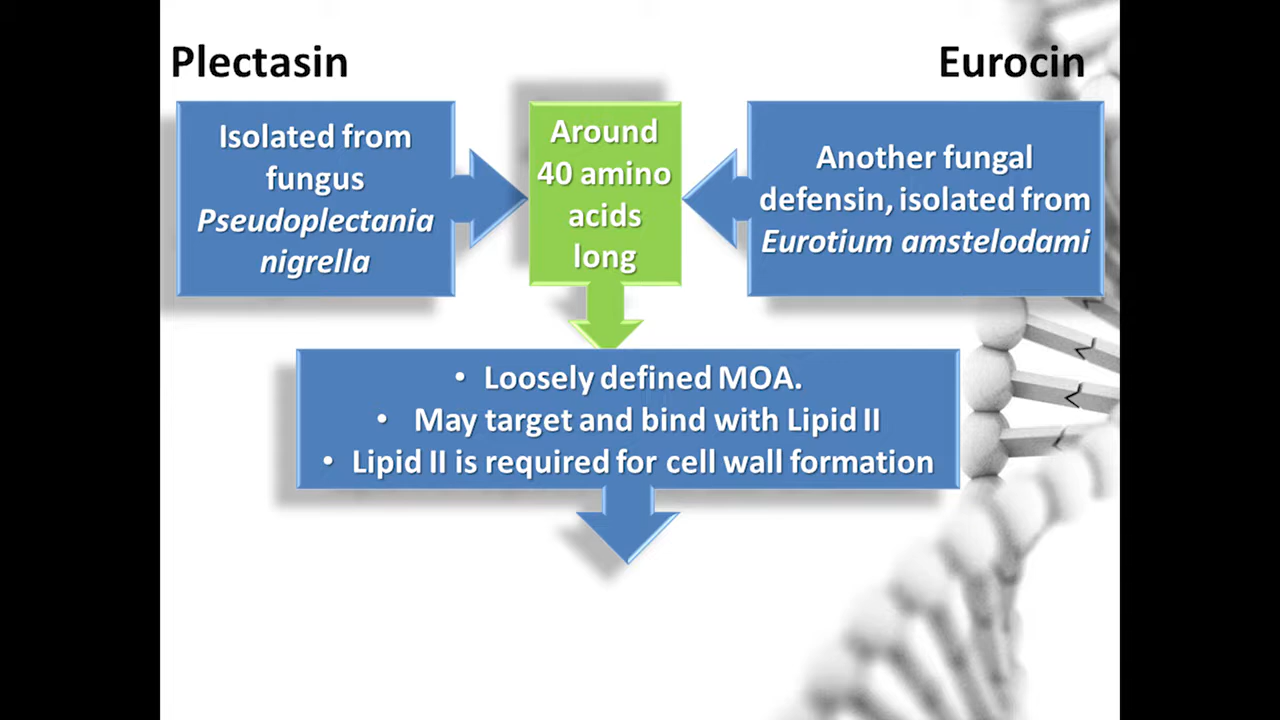 Plectasin
Eurocin
Isolated from
fungus
Pseudoplectania
nigrella
Around
40 amino
acids
long
Another fungal
defensin, isolated from
Eurotium amstelodami
• Loosely defined MOA.
• May target and bind with Lipid II
• Lipid II is required for cell wall formation